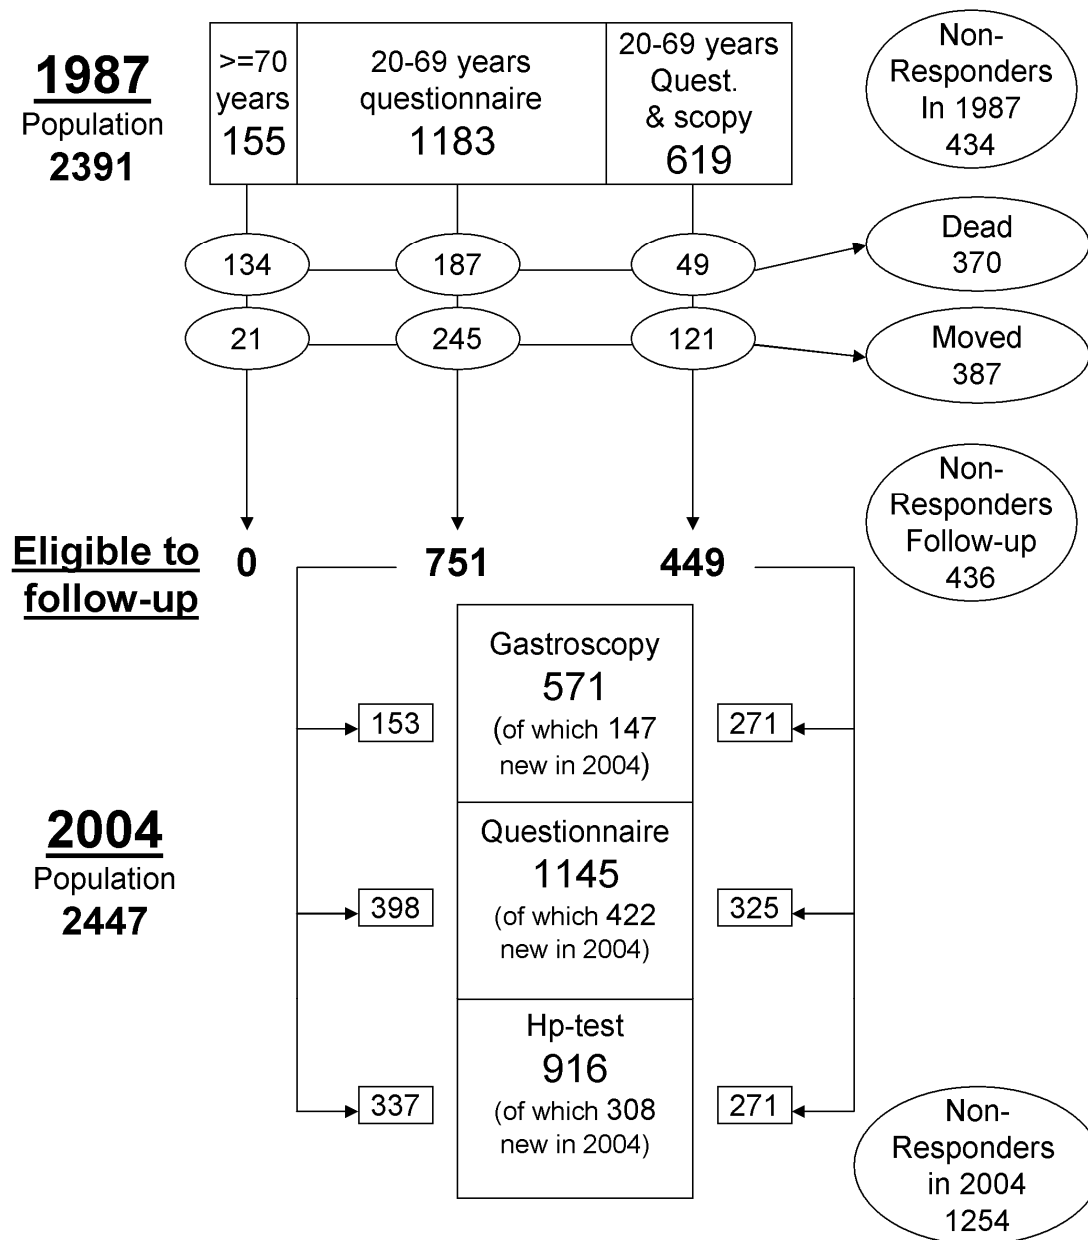 1987
Population
2391
>=70
years
155
20-69 years
questionnaire
1183
20-69 years
Quest.
& scopy
619
Non-
Responders
In 1987
434
134
187
49
Dead
370
21
245
121
Moved
387
Non-
Responders
Follow-up
436
Eligible to
follow-up
0
751
449
2004
Population
2447
Gastroscopy
571
(of which 147
new in 2004)
153
271
Questionnaire
1145
(of which 422
new in 2004)
398
325
Hp-test
916
(of which 308
new in 2004)
337
271
Non-
Responders
in 2004
1254